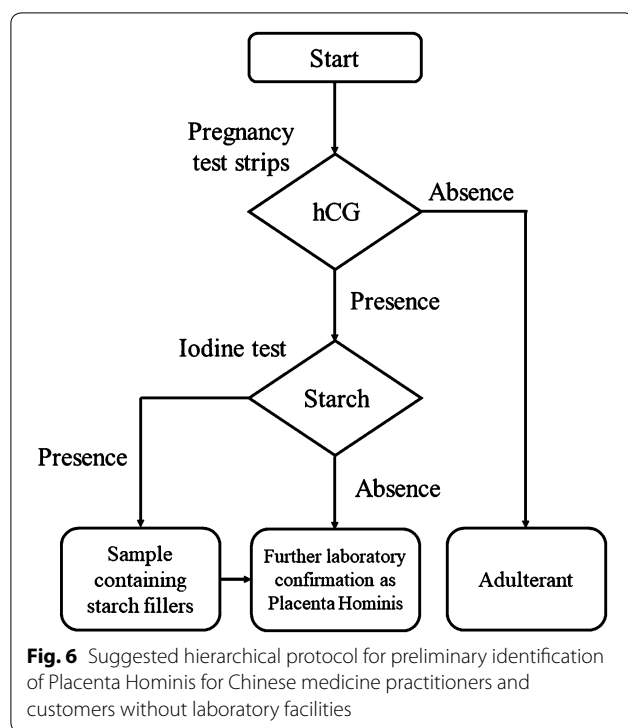 Start
Pregnancy
test strips
hCG
Absence
Presence
Iodine test
Starch
Presence
Absence
Sample
containing
starch fillers
Further laboratory
confirmation as
Placenta Hominis
Adulterant
Fig. 6 Suggested hierarchical protocol for preliminary identification
of Placenta Hominis for Chinese medicine practitioners and
customers without laboratory facilities